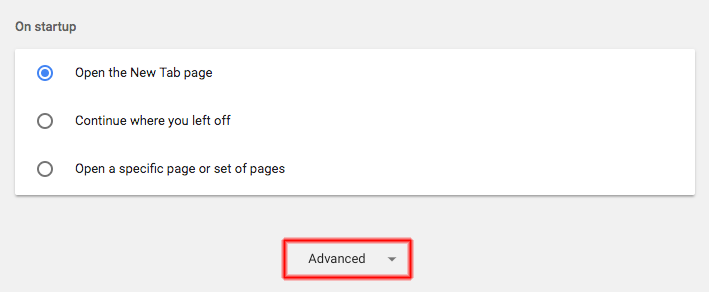 On startup
Open the New Tab page
Continue where you left off
Open a specific page or set of pages
Advanced